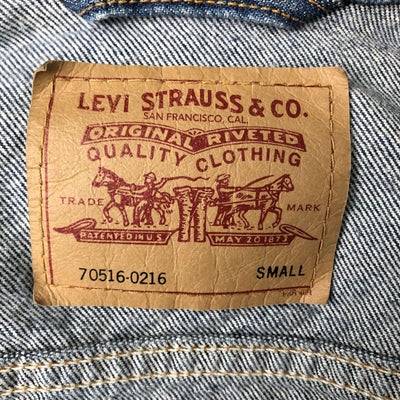 LEVI STRAUSS & CO.
SAN FRANCISCO, CAL.
ORIGINAL RIVETED
QUALITY CLOTHING
TRADE MARK
PATENTED IN U.S. MAY 20 1873
70516-0216 SMALL